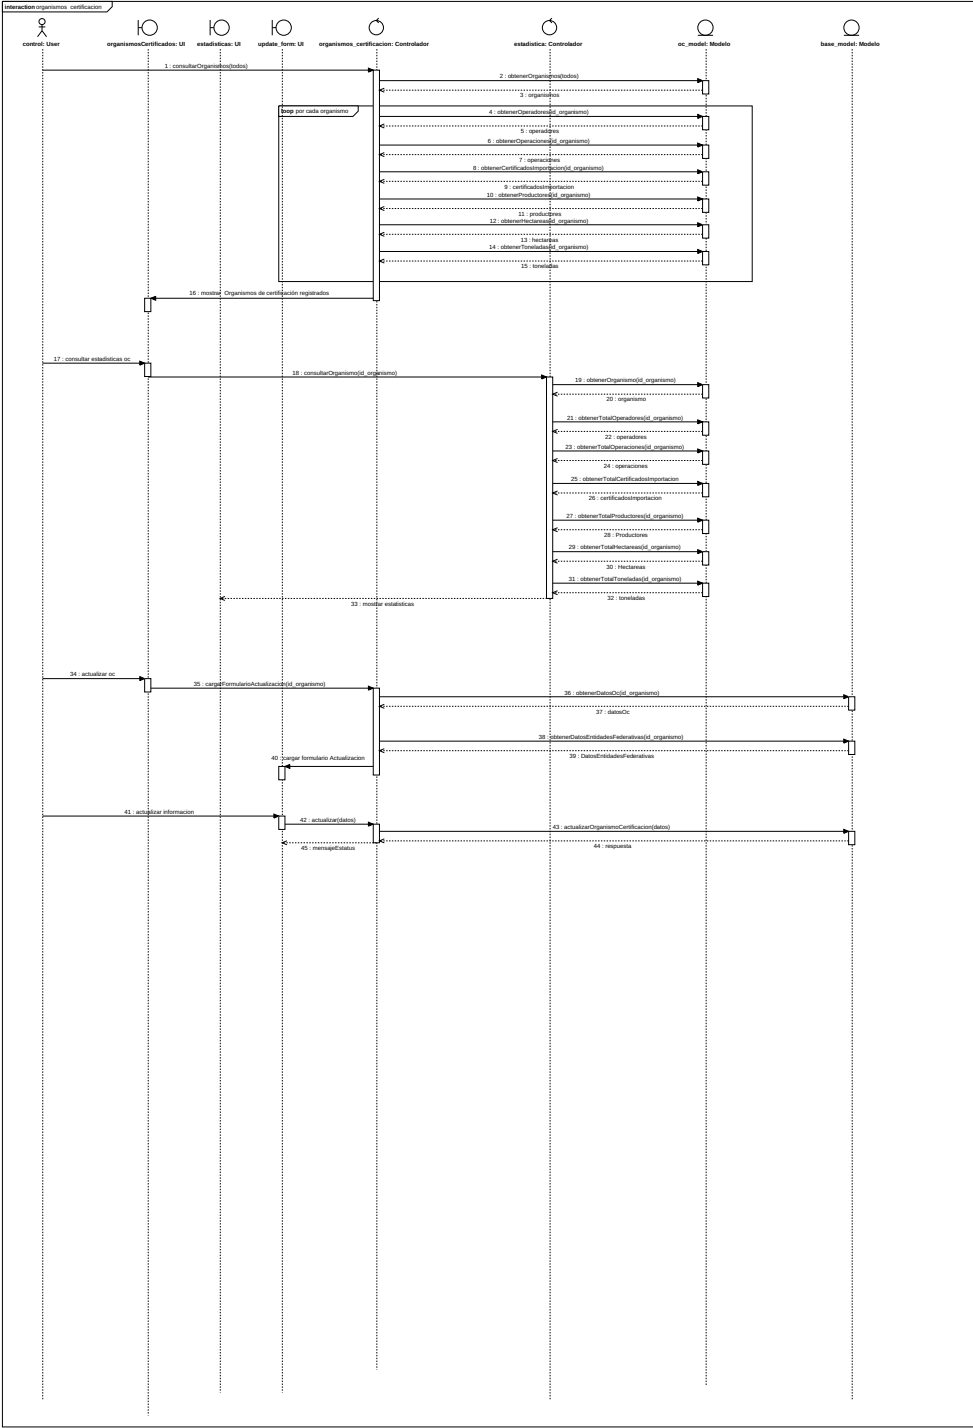 interaction organismos_certificacion
control: User
organismosCertificados: UI
estadisticas: UI
update_form: UI
organismos_certificacion: Controlador
estadistica: Controlador
oc_model: Modelo
base_model: Modelo
1 : consultarOrganismos(todos)
2 : obtenerOrganismos(todos)
3 : organismos
loop por cada organismo
4 : obtenerOperadores(id_organismo)
5 : operadores
6 : obtenerOperaciones(id_organismo)
7 : operaciones
8 : obtenerCertificadosImportacion(id_organismo)
9 : certificadosImportacion
10 : obtenerProductores(id_organismo)
11 : productores
12 : obtenerHectareas(id_organismo)
13 : hectareas
14 : obtenerToneladas(id_organismo)
15 : toneladas
16 : mostrar Organismos de certificación registrados
17 : consultar estadisticas oc
18 : consultarOrganismo(id_organismo)
19 : obtenerOrganismo(id_organismo)
20 : organismo
21 : obtenerTotalOperadores(id_organismo)
22 : operadores
23 : obtenerTotalOperaciones(id_organismo)
24 : operaciones
25 : obtenerTotalCertificadosImportacion
26 : certificadosImportacion
27 : obtenerTotalProductores(id_organismo)
28 : Productores
29 : obtenerTotalHectareas(id_organismo)
30 : Hectareas
31 : obtenerTotalToneladas(id_organismo)
32 : toneladas
33 : mostrar estatisticas
34 : actualizar oc
35 : cargarFormularioActualizacion(id_organismo)
36 : obtenerDatosOc(id_organismo)
37 : datosOc
38 : obtenerDatosEntidadesFederativas(id_organismo)
39 : DatosEntidadesFederativas
40 : cargar formulario Actualizacion
41 : actualizar informacion
42 : actualizar(datos)
43 : actualizarOrganismoCertificacion(datos)
44 : respuesta
45 : mensajeEstatus